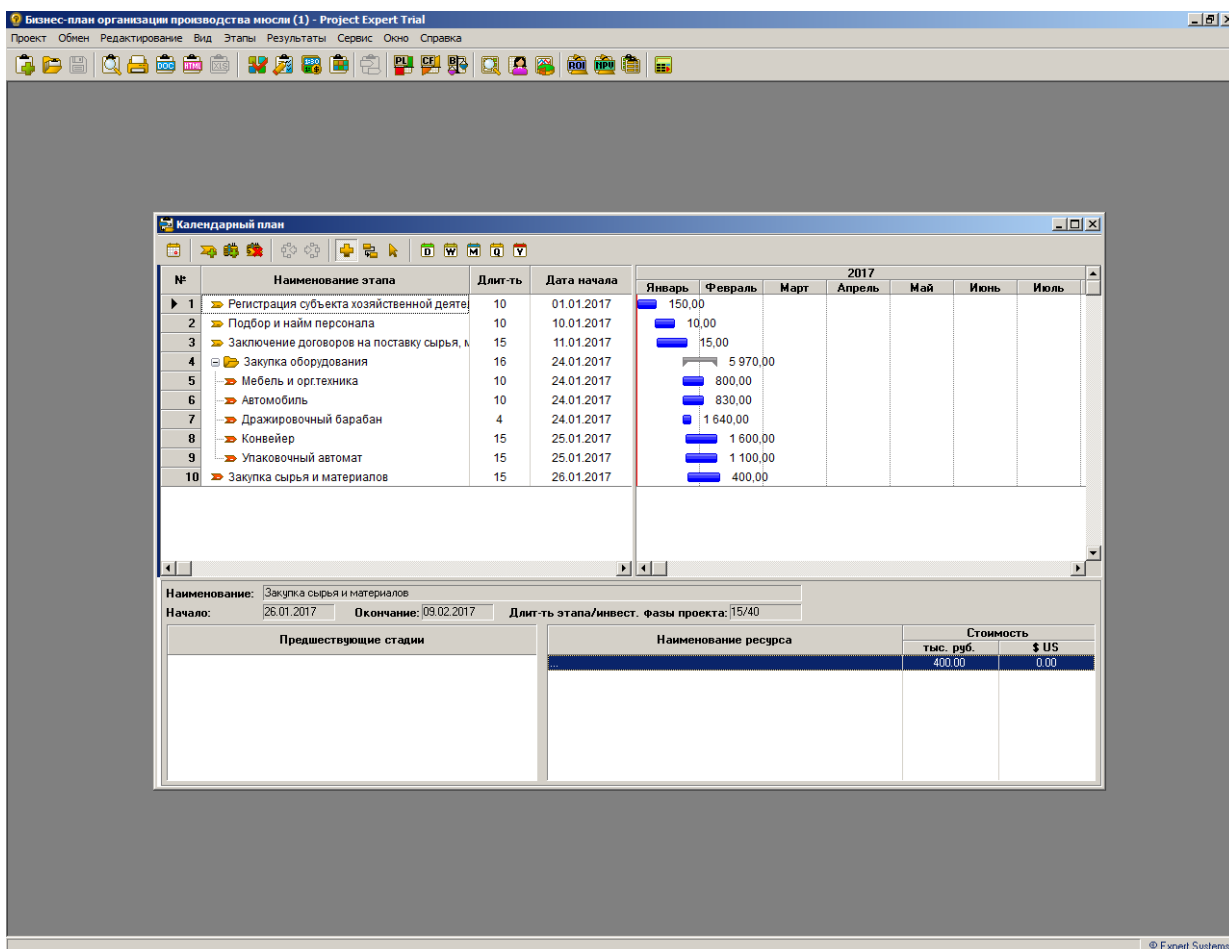 Бизнес-план организации производства мюсли (1) - Project Expert Trial
Проект Обмен Редактирование Вид Этапы Результаты Сервис Окно Справка
DOC HTML XLS PL CF B ROI NPU
Календарный план
D W M Q Y
№ Наименование этапа Длит-ть Дата начала 2017
Январь Февраль Март Апрель Май Июнь Июль
1 Регистрация субъекта хозяйственной деяте 10 01.01.2017 150,00
2 Подбор и найм персонала 10 10.01.2017 10,00
3 Заключение договоров на поставку сырья, м 15 11.01.2017 15,00
4 Закупка оборудования 16 24.01.2017 5 970,00
5 Мебель и орг.техника 10 24.01.2017 800,00
6 Автомобиль 10 24.01.2017 830,00
7 Дражировочный барабан 4 24.01.2017 1 640,00
8 Конвейер 15 25.01.2017 1 600,00
9 Упаковочный автомат 15 25.01.2017 1 100,00
10 Закупка сырья и материалов 15 26.01.2017 400,00
Наименование: Закупка сырья и материалов
Начало: 26.01.2017 Окончание: 09.02.2017 Длит-ть этапа/инвест. фазы проекта: 15/40
Предшествующие стадии Наименование ресурса Стоимость
тыс. руб. $ US
... 400.00 0.00
© Expert Systems